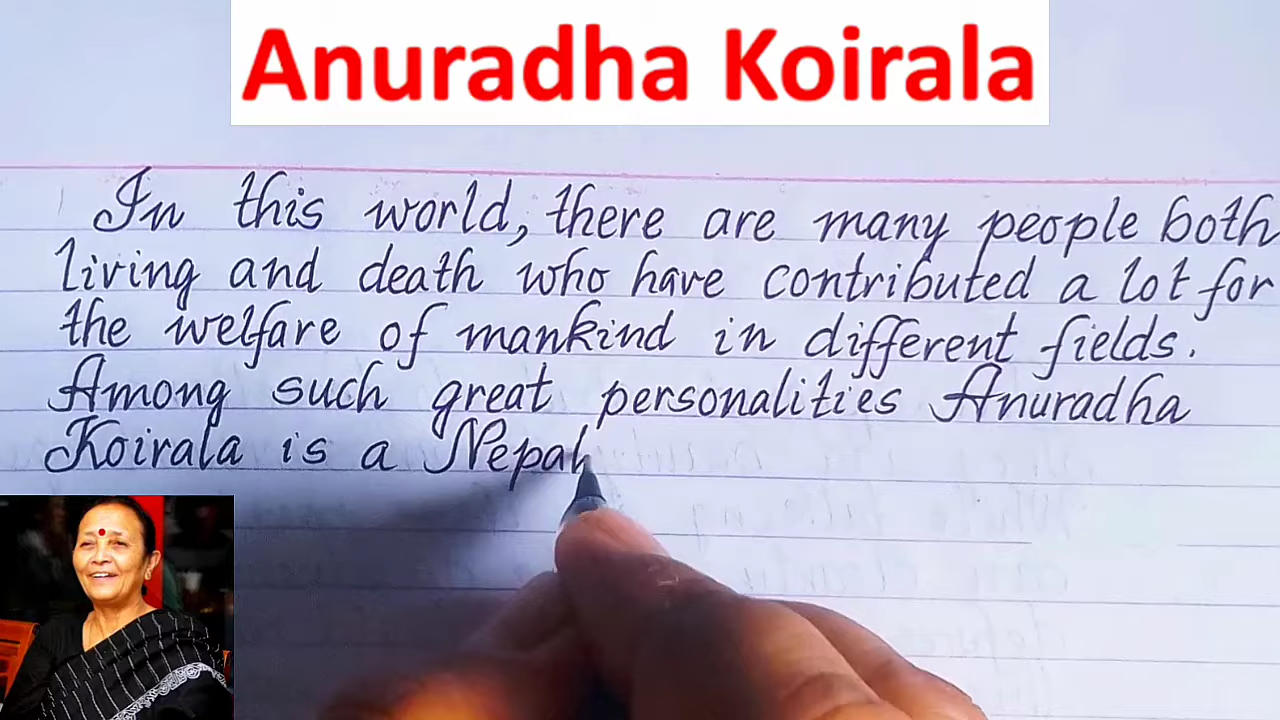 Anuradha Koirala
In this world, there are many people both
living and death who have contributed a lot for
the welfare of mankind in different fields.
Among such great personalities Anuradha
Koirala is a Nepal